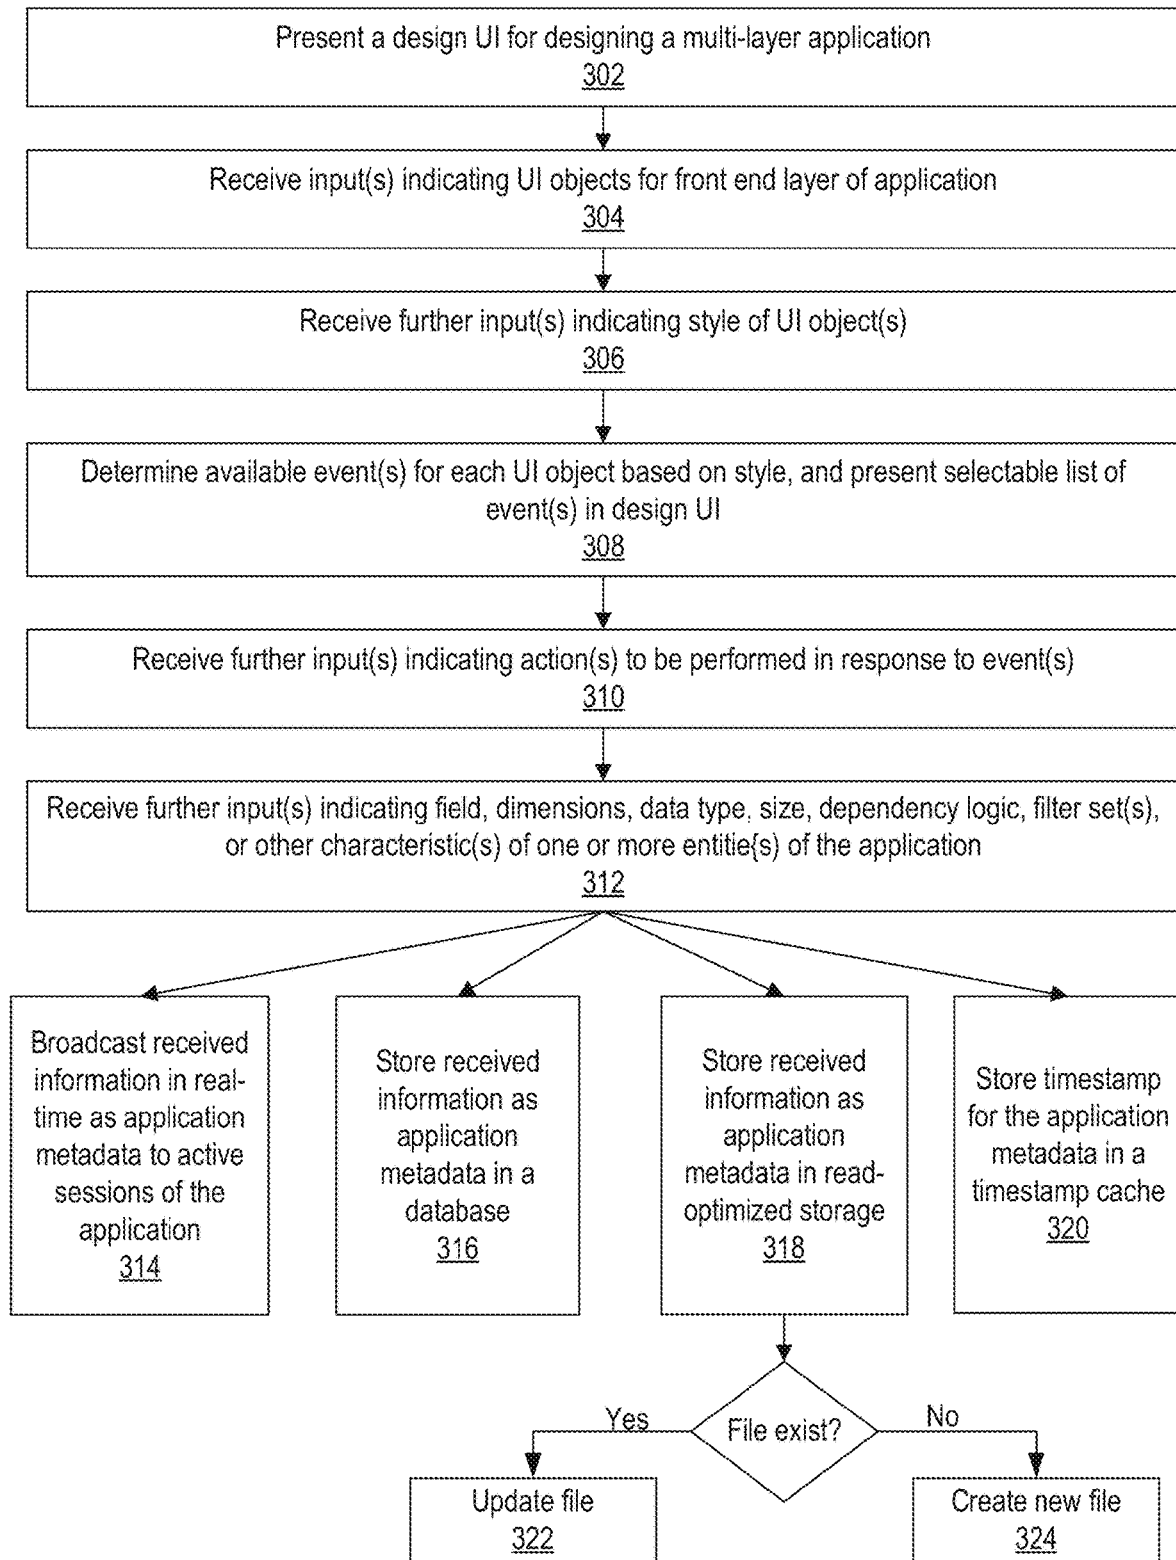 Present a design UI for designing a multi-layer application
302
Receive input(s) indicating UI objects for front end layer of application
304
Receive further input(s) indicating style of UI object(s)
306
Determine available event(s) for each UI object based on style, and present selectable list of
event(s) in design UI
308
Receive further input(s) indicating action(s) to be performed in response to event(s)
310
Receive further input(s) indicating field, dimensions, data type, size, dependency logic, filter set(s),
or other characteristic(s) of one or more entitie{s) of the application
312
Broadcast received
information in real-
time as application
metadata to active
sessions of the
application
314
Store received
information as
application
metadata in a
database
316
Store received
information as
application
metadata in read-
optimized storage
318
Store timestamp
for the application
metadata in a
timestamp cache
320
File exist?
Yes
No
Update file
322
Create new file
324